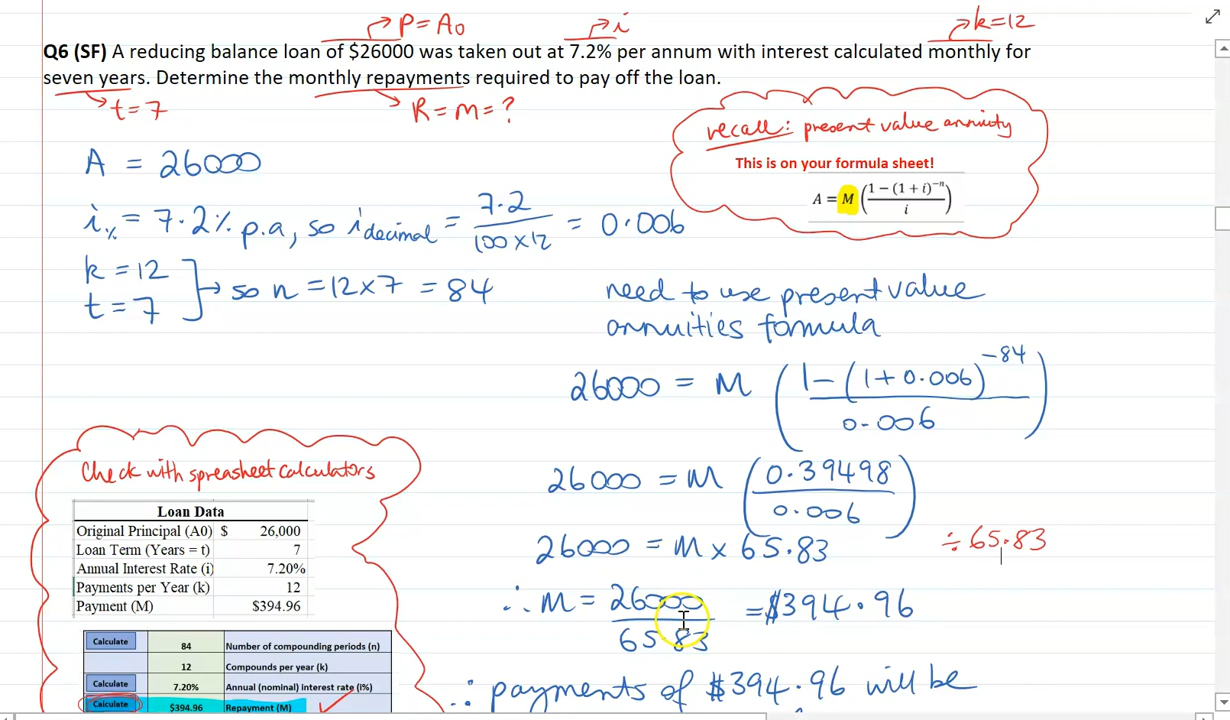 P = A0
i
k=12
Q6 (SF) A reducing balance loan of $26000 was taken out at 7.2% per annum with interest calculated monthly for
seven years. Determine the monthly repayments required to pay off the loan.
t = 7
R = M = ?
recall: present value annuity
This is on your formula sheet!
A = M ( 1 − (1 + i)^−n / i )
A = 26000
i% = 7.2% p.a, so i decimal = 7.2 / 100 x 12 = 0.006
k = 12
t = 7
so n = 12 x 7 = 84
need to use present value
annuities formula
26000 = M ( 1 − (1 + 0.006)^−84 / 0.006 )
26000 = M ( 0.39498 / 0.006 )
26000 = M x 65.83
÷ 65.83
∴ M = 26000 / 65.83 = $394.96
∴ payments of $394.96 will be
Check with spreasheet calculators
Loan Data
Original Principal (A0) $ 26,000
Loan Term (Years = t) 7
Annual Interest Rate (i) 7.20%
Payments per Year (k) 12
Payment (M) $394.96
Calculate 84 Number of compounding periods (n)
12 Compounds per year (k)
Calculate 7.20% Annual (nominal) interest rate (i%)
Calculate $394.96 Repayment (M)